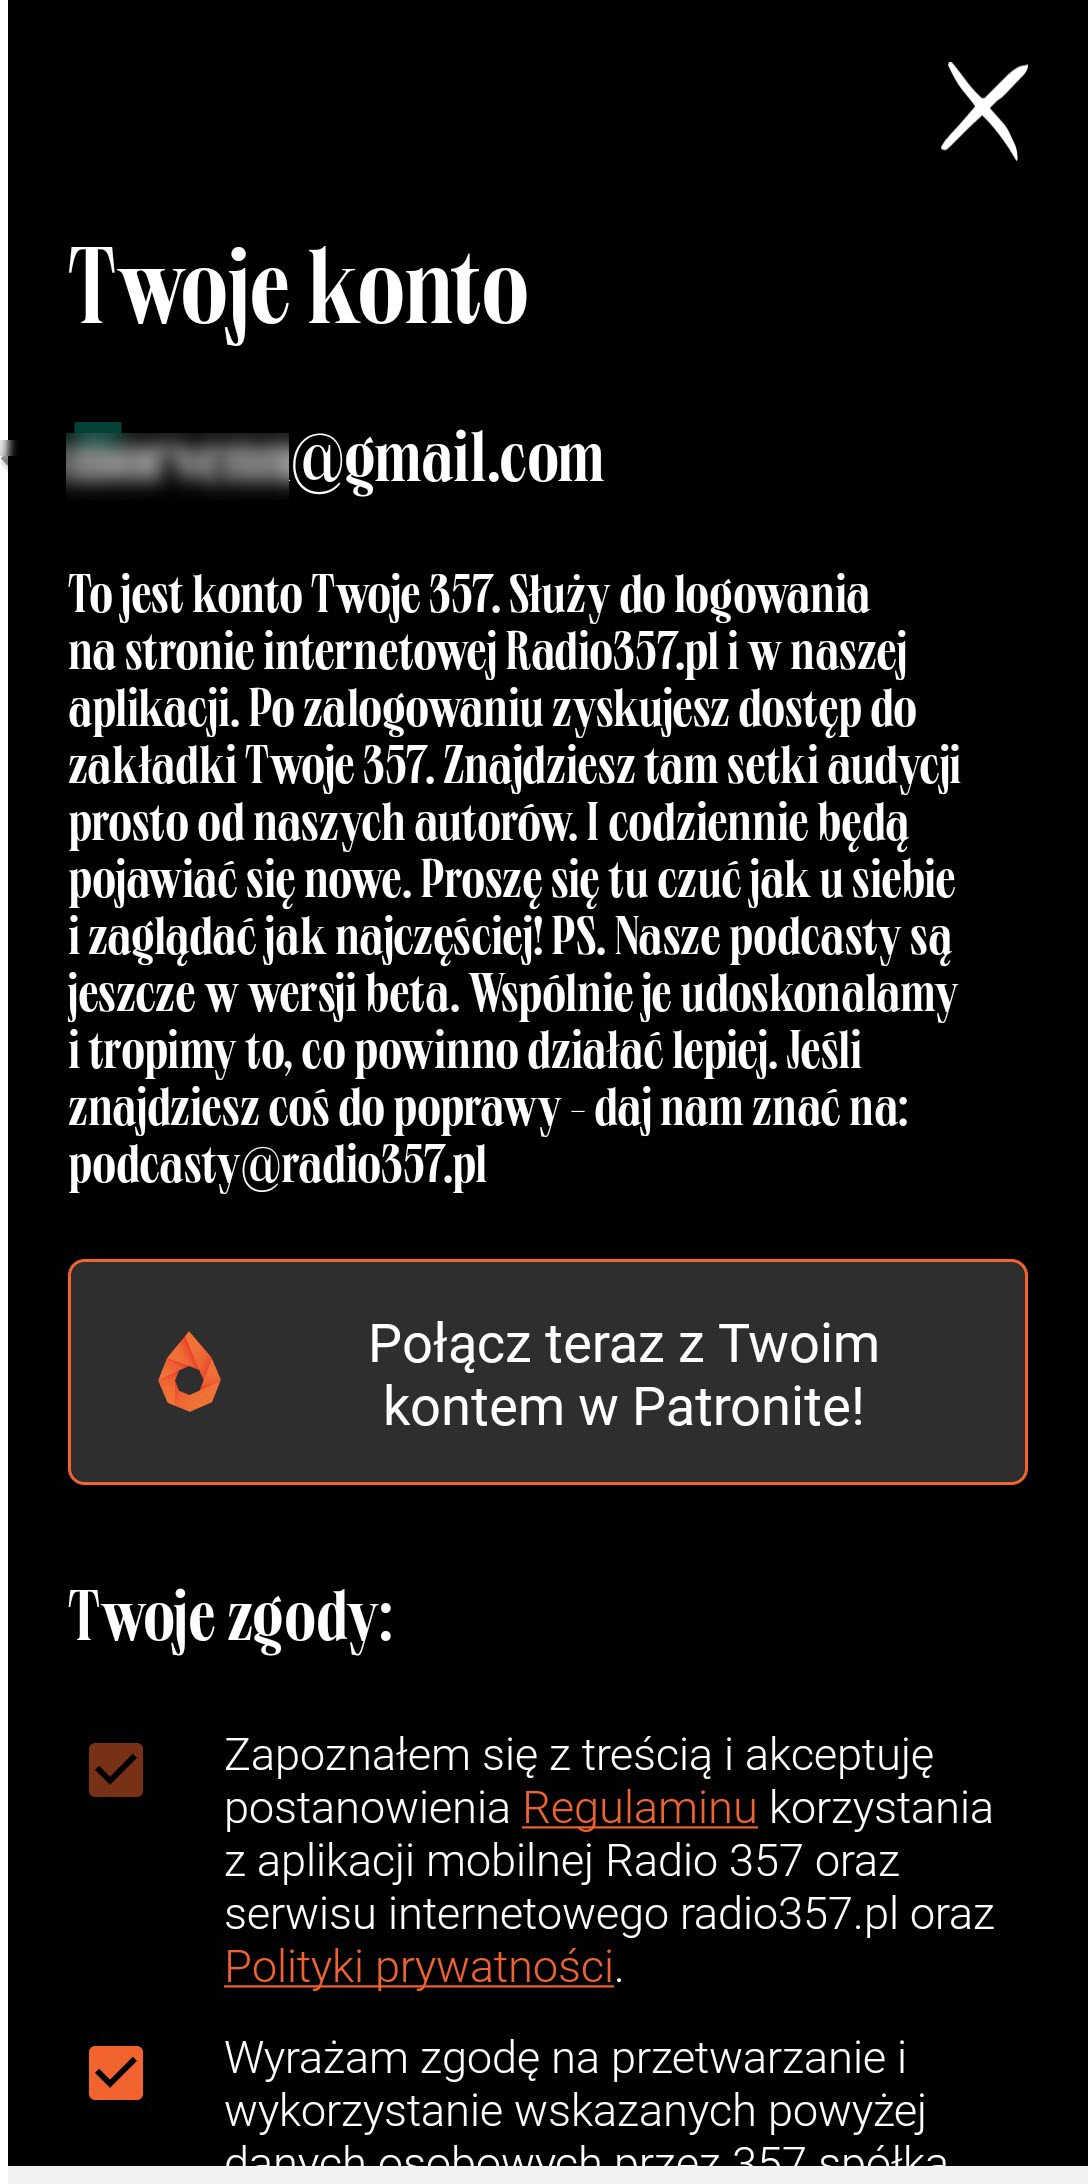 Twoje konto
@gmail.com
To jest konto Twoje 357. Służy do logowania
na stronie internetowej Radio357.pl i w naszej
aplikacji. Po zalogowaniu zyskujesz dostęp do
zakładki Twoje 357. Znajdziesz tam setki audycji
prosto od naszych autorów. I codziennie będą
pojawiać się nowe. Proszę się tu czuć jak u siebie
i zaglądać jak najczęściej! PS. Nasze podcasty są
jeszcze w wersji beta. Wspólnie je udoskonalamy
i tropimy to, co powinno działać lepiej. Jeśli
znajdziesz coś do poprawy - daj nam znać na:
podcasty@radio357.pl
Połącz teraz z Twoim
kontem w Patronite!
Twoje zgody:
Zapoznałem się z treścią i akceptuję
postanowienia Regulaminu korzystania
z aplikacji mobilnej Radio 357 oraz
serwisu internetowego radio357.pl oraz
Polityki prywatności.
Wyrażam zgodę na przetwarzanie i
wykorzystanie wskazanych powyżej
danych osobowych przez 357 spółka